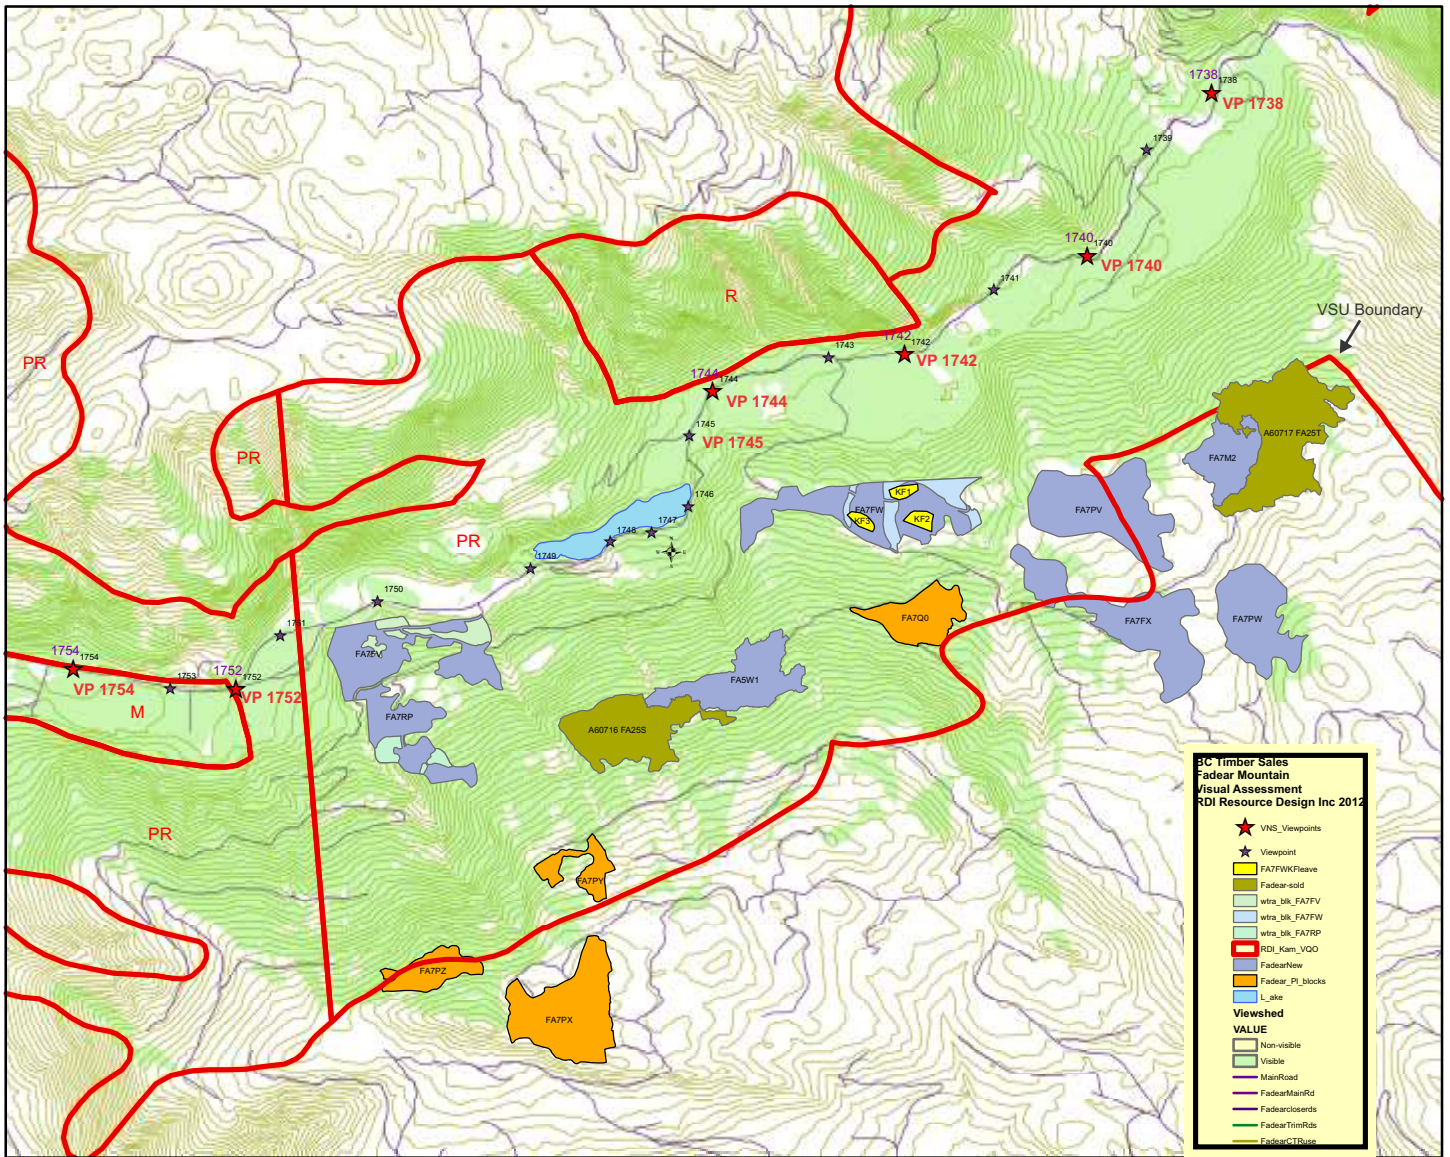 1738
1738
VP 1738
1739
1740
1740
VP 1740
1741
R
VSU Boundary
1742
1742
VP 1742
1743
PR
1744
1744
VP 1744
1745
VP 1745
A60717 FA25T
FA7M2
PR
KF1
1746
FA7FW
KF2
KF3
FA7PV
PR
1747
1748
1749
1750
FA7Q0
FA7FX
FA7PW
1751
FA7FV
1754
1754
VP 1754
1753
1752
1752
VP 1752
M
FA5W1
FA7RP
A60716 FA25S
PR
FA7PY
FA7PZ
FA7PX
BC Timber Sales
Fadear Mountain
Visual Assessment
RDI Resource Design Inc 2012
VNS_Viewpoints
Viewpoint
FA7FWKFleave
Fadear-sold
wtra_blk_FA7FV
wtra_blk_FA7FW
wtra_blk_FA7RP
RDI_Kam_VQO
FadearNew
Fadear_PI_blocks
L_ake
Viewshed
VALUE
Non-visible
Visible
MainRoad
FadearMainRd
Fadearcloserds
FadearTrimRds
FadearCTRuse